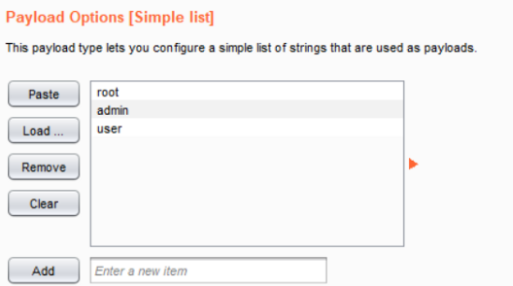 Payload Options [Simple list]
This payload type lets you configure a simple list of strings that are used as payloads.
Paste
root
admin
Load ...
user
Remove
Clear
Add
Enter a new item